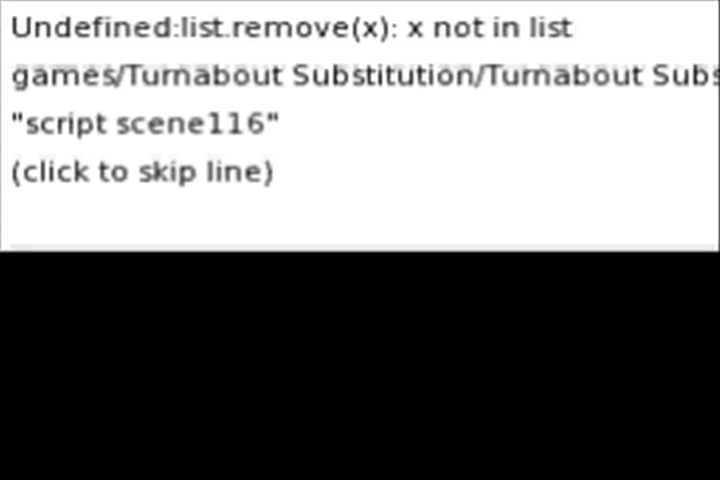 Undefined:list.remove(x): x not in list
games/Turnabout Substitution/Turnabout Subs
"script scene116"
(click to skip line)